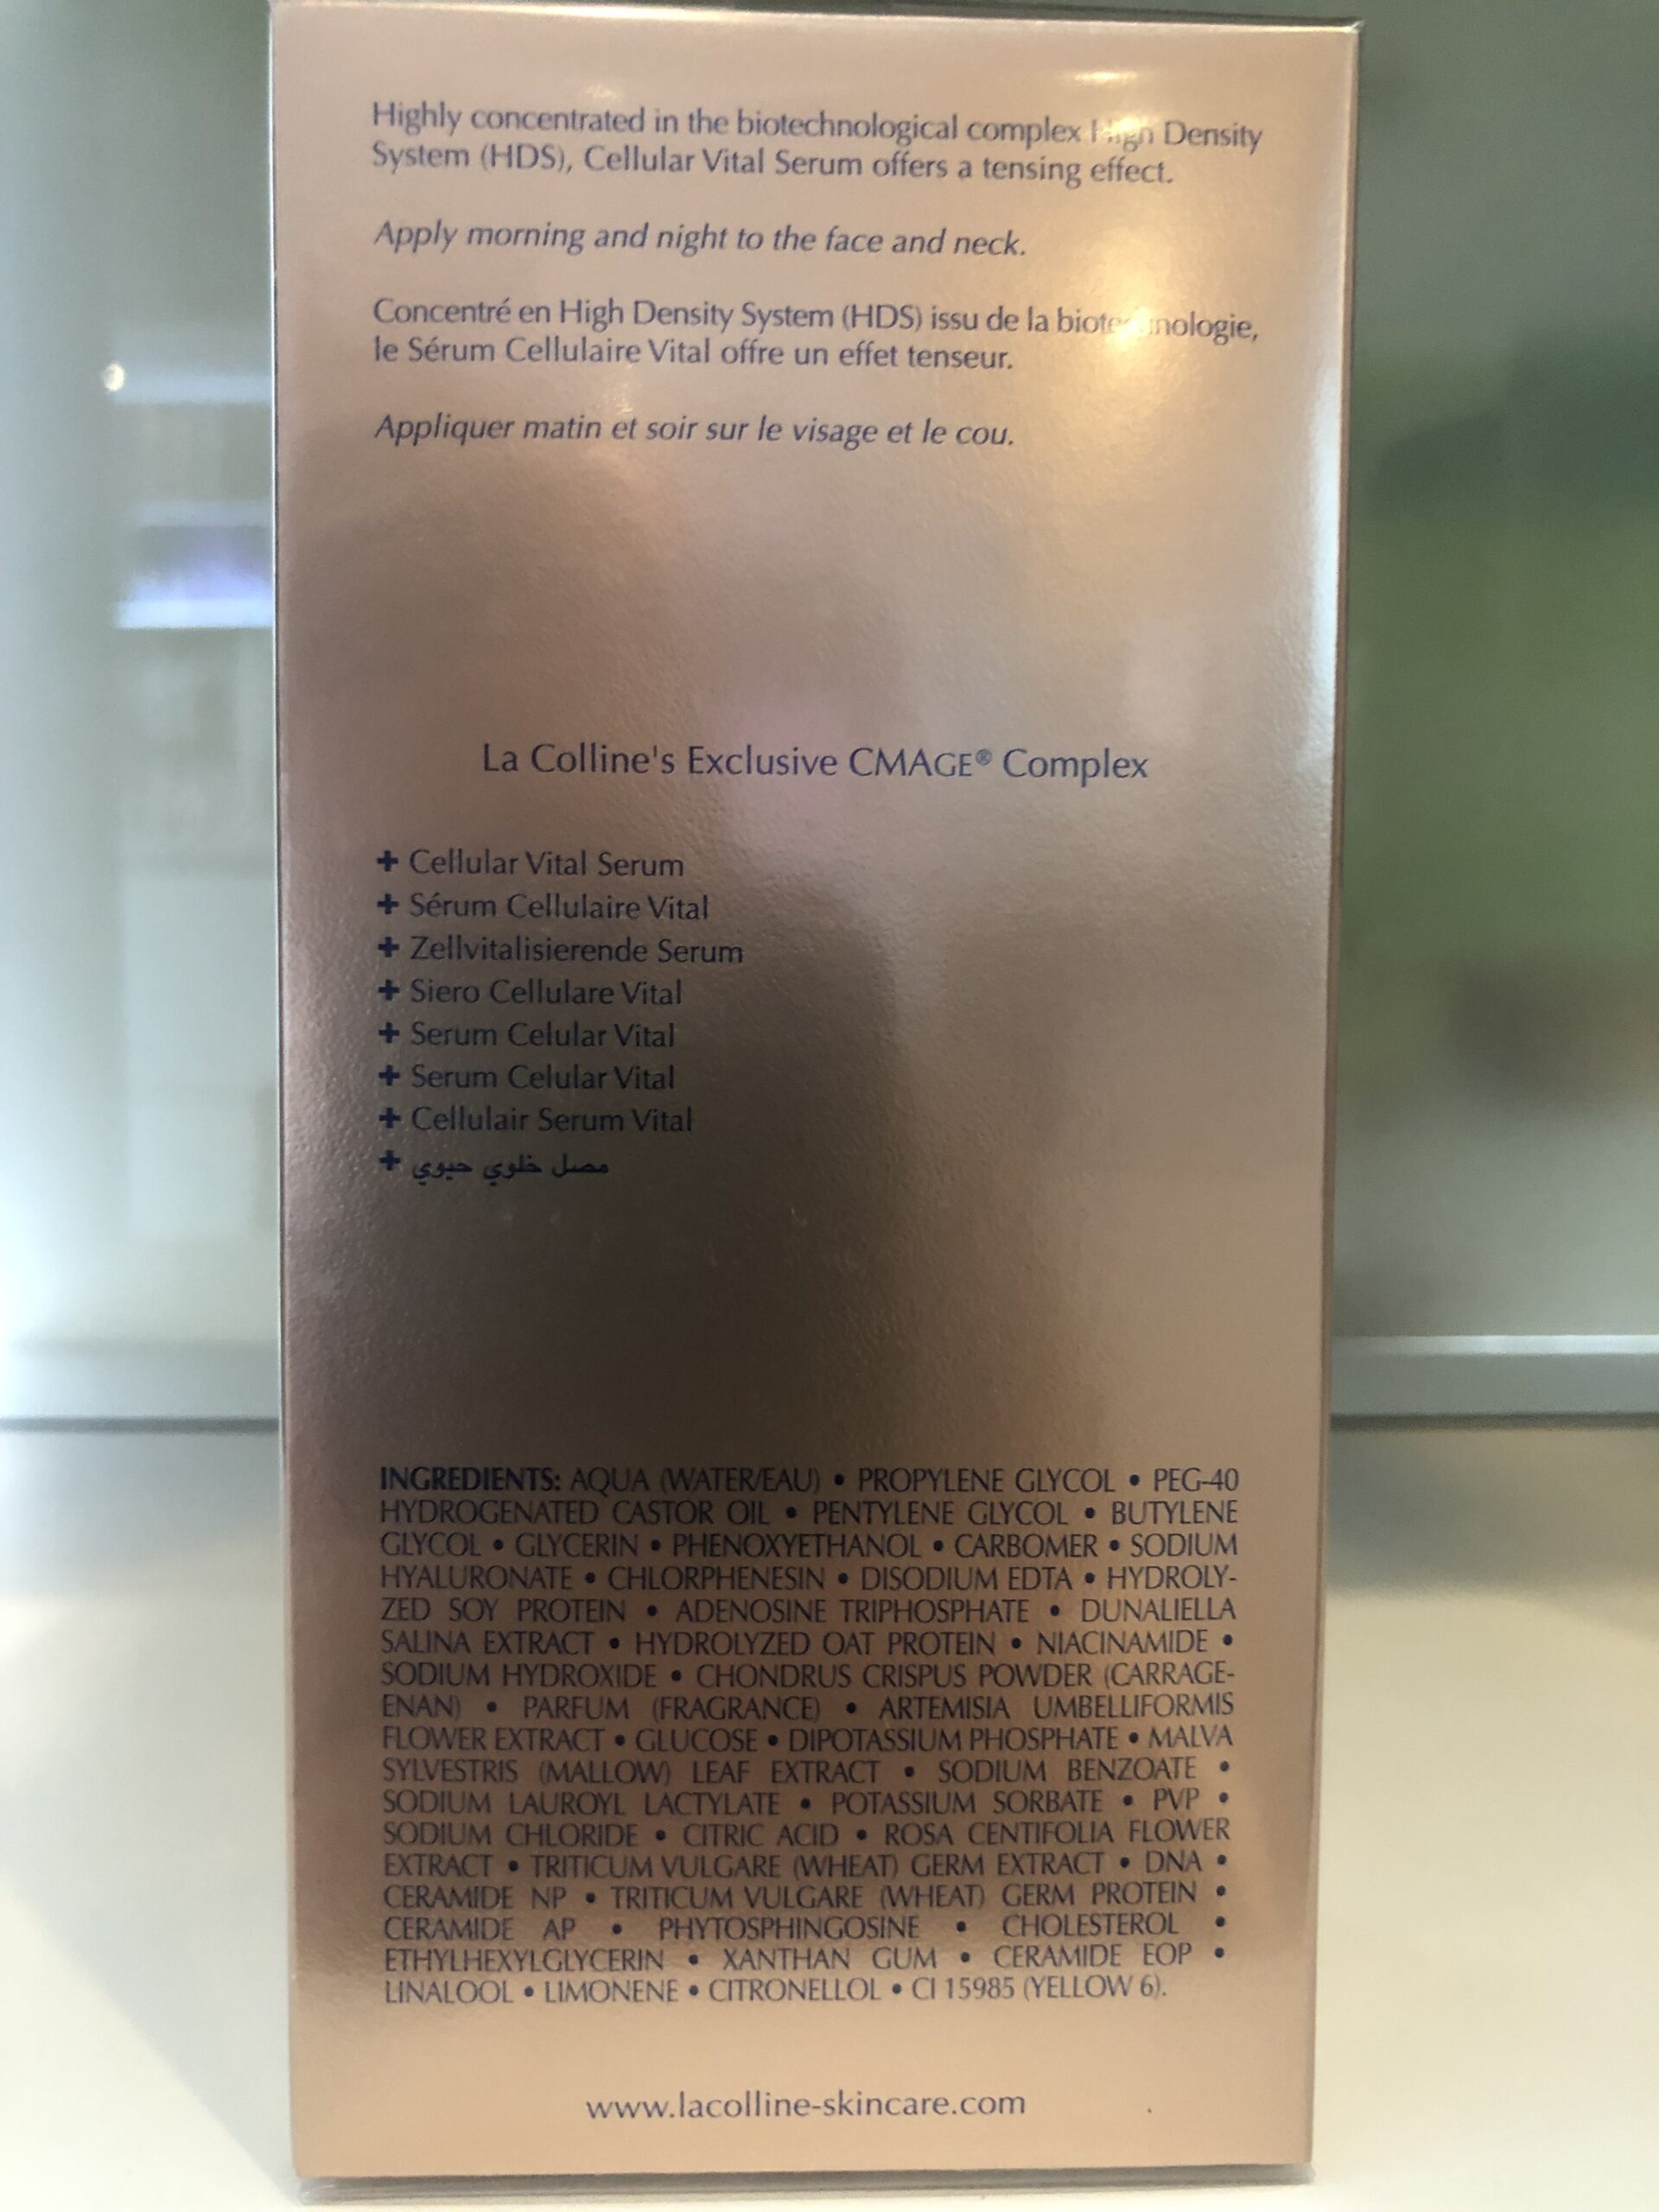 Highly concentrated in the biotechnological complex High Density
System (HDS), Cellular Vital Serum offers a tensing effect.
Apply morning and night to the face and neck.
Concentré en High Density System (HDS) issu de la biotechnologie,
le Sérum Cellulaire Vital offre un effet tenseur.
Appliquer matin et soir sur le visage et le cou.
La Colline's Exclusive CMAGE® Complex
+ Cellular Vital Serum
+ Sérum Cellulaire Vital
+ Zellvitalisierende Serum
+ Siero Cellulare Vital
+ Serum Celular Vital
+ Serum Celular Vital
+ Cellulair Serum Vital
+ مصل خلوي حيوي
INGREDIENTS: AQUA (WATER/EAU) • PROPYLENE GLYCOL • PEG-40
HYDROGENATED CASTOR OIL • PENTYLENE GLYCOL • BUTYLENE
GLYCOL • GLYCERIN • PHENOXYETHANOL • CARBOMER • SODIUM
HYALURONATE • CHLORPHENESIN • DISODIUM EDTA • HYDROLY-
ZED SOY PROTEIN • ADENOSINE TRIPHOSPHATE • DUNALIELLA
SALINA EXTRACT • HYDROLYZED OAT PROTEIN • NIACINAMIDE •
SODIUM HYDROXIDE • CHONDRUS CRISPUS POWDER (CARRAGE-
ENAN) • PARFUM (FRAGRANCE) • ARTEMISIA UMBELLIFORMIS
FLOWER EXTRACT • GLUCOSE • DIPOTASSIUM PHOSPHATE • MALVA
SYLVESTRIS (MALLOW) LEAF EXTRACT • SODIUM BENZOATE •
SODIUM LAUROYL LACTYLATE • POTASSIUM SORBATE • PVP •
SODIUM CHLORIDE • CITRIC ACID • ROSA CENTIFOLIA FLOWER
EXTRACT • TRITICUM VULGARE (WHEAT) GERM EXTRACT • DNA •
CERAMIDE NP • TRITICUM VULGARE (WHEAT) GERM PROTEIN •
CERAMIDE AP • PHYTOSPHINGOSINE • CHOLESTEROL •
ETHYLHEXYLGLYCERIN • XANTHAN GUM • CERAMIDE EOP •
LINALOOL • LIMONENE • CITRONELLOL • CI 15985 (YELLOW 6).
www.lacolline-skincare.com